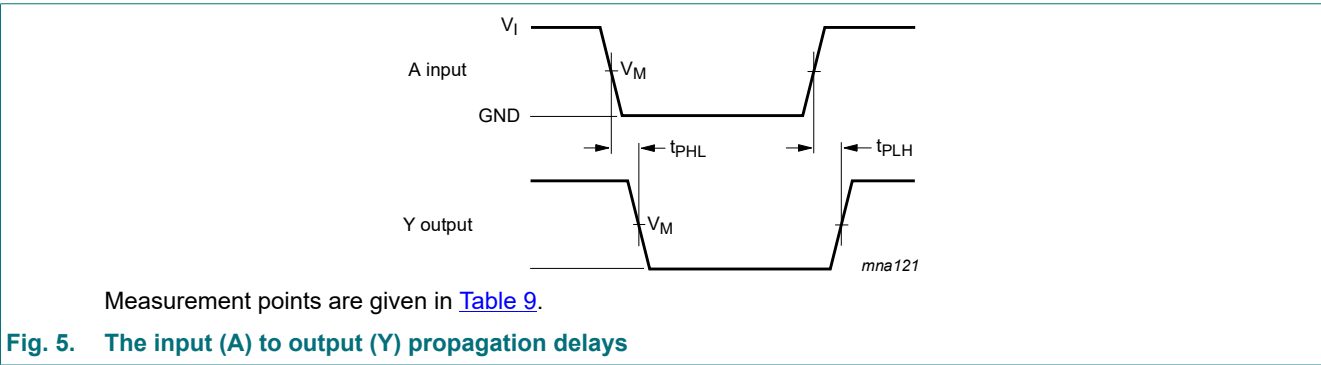 V_I
A input
V_M
GND
t_PHL
t_PLH
Y output
V_M
mna121
Measurement points are given in Table 9.
Fig. 5. The input (A) to output (Y) propagation delays